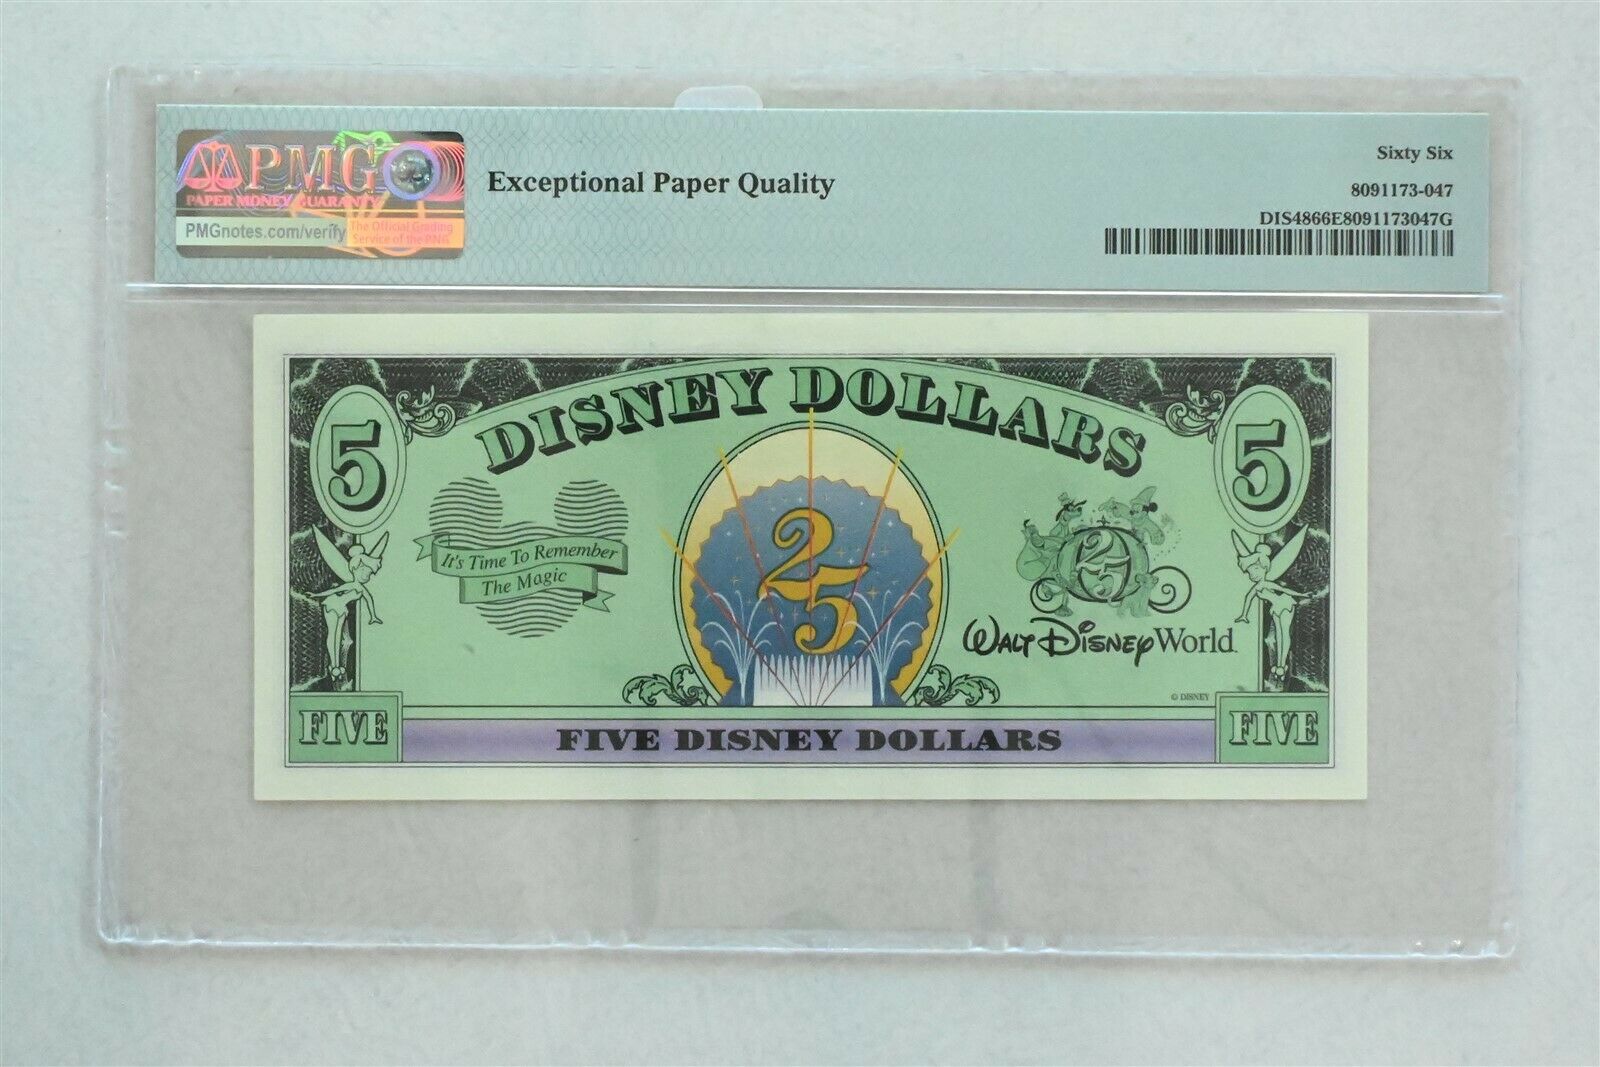 PMG
PAPER MONEY GUARANTY
PMGnotes.com/verify
The Official Grading
Service of the PNG
Exceptional Paper Quality
Sixty Six
8091173-047
DIS4866E8091173047G
DISNEY DOLLARS
5
5
It's Time To Remember
The Magic
25
25
WALT DISNEY World
© DISNEY
FIVE
FIVE DISNEY DOLLARS
FIVE